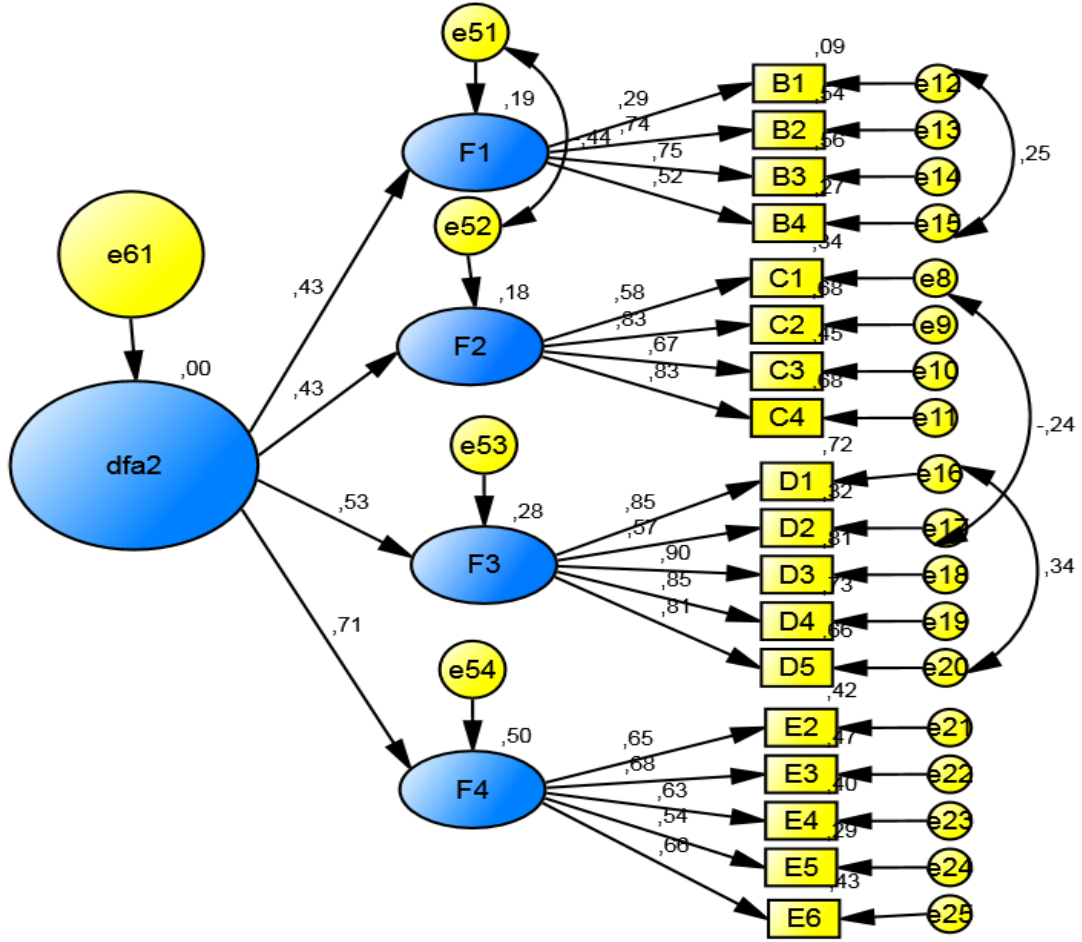 e51
,09
B1
e12
,19
,29
,54
F1
,74
-,44
B2
e13
,56
,75
B3
e14
,25
,52
,27
B4
e15
e52
,34
e61
,43
C1
e8
,18
,58
,68
F2
,83
C2
e9
,45
,67
C3
e10
,00
,43
,83
,68
C4
e11
-,24
e53
,72
dfa2
D1
e16
,53
,28
,85
,32
,57
D2
e17
F3
,90
,81
D3
e18
,34
,85
,73
D4
e19
,71
,81
,66
e54
D5
e20
,42
,50
,65
E2
e21
,68
,47
F4
E3
e22
,63
,40
E4
e23
,54
,29
,66
E5
e24
,43
E6
e25